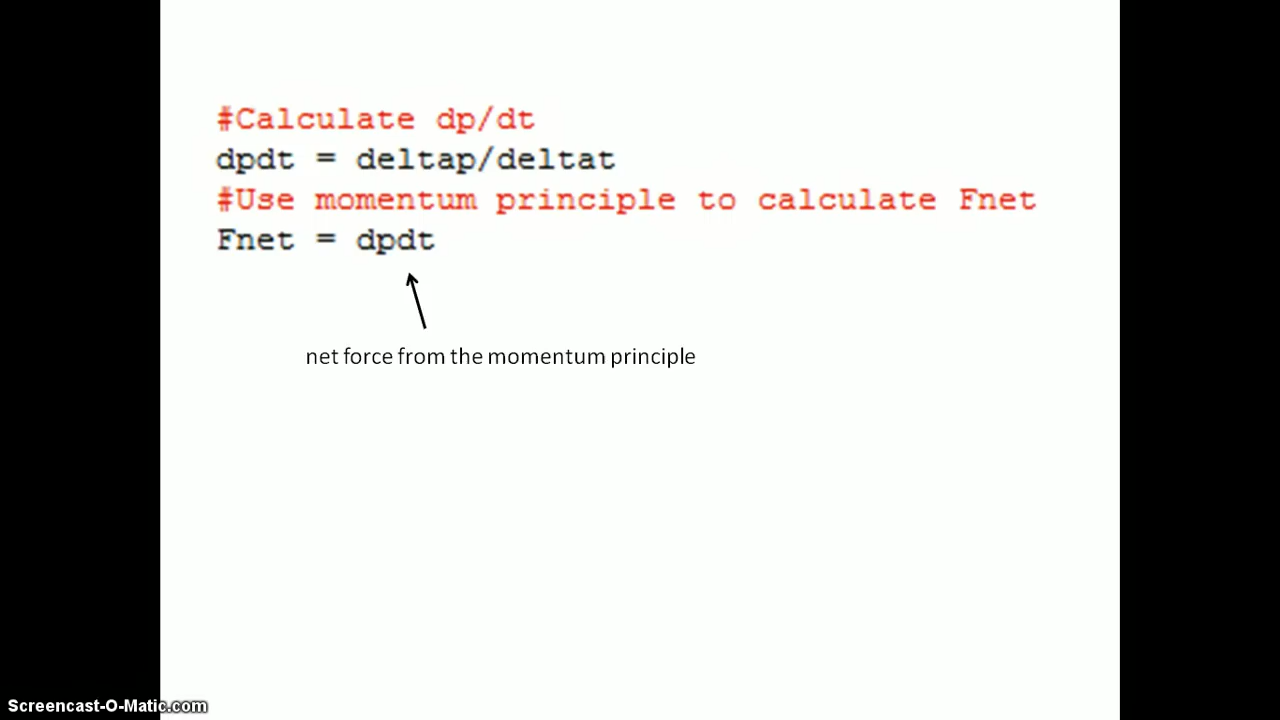 #Calculate dp/dt
dpdt = deltap/deltat
#Use momentum principle to calculate Fnet
Fnet = dpdt
net force from the momentum principle
Screencast-O-Matic.com